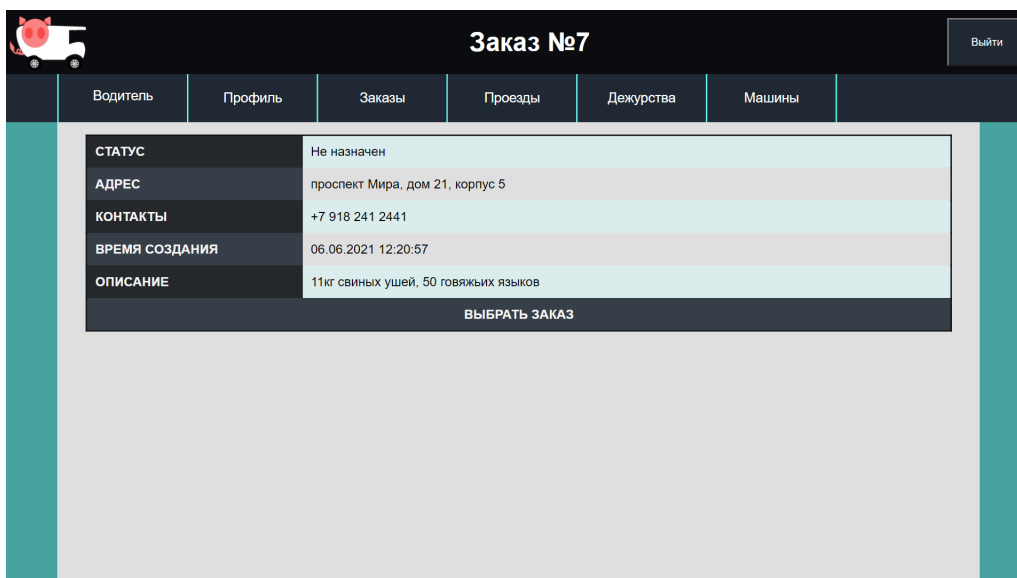 Заказ №7
Выйти
Водитель Профиль Заказы Проезды Дежурства Машины
СТАТУС Не назначен
АДРЕС проспект Мира, дом 21, корпус 5
КОНТАКТЫ +7 918 241 2441
ВРЕМЯ СОЗДАНИЯ 06.06.2021 12:20:57
ОПИСАНИЕ 11кг свиных ушей, 50 говяжьих языков
ВЫБРАТЬ ЗАКАЗ